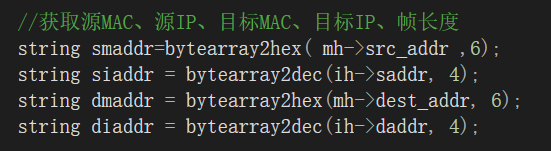 //获取源MAC、源IP、目标MAC、目标IP、帧长度
string smaddr=bytearray2hex( mh->src_addr ,6);
string siaddr = bytearray2dec(ih->saddr, 4);
string dmaddr = bytearray2hex(mh->dest_addr, 6);
string diaddr = bytearray2dec(ih->daddr, 4);